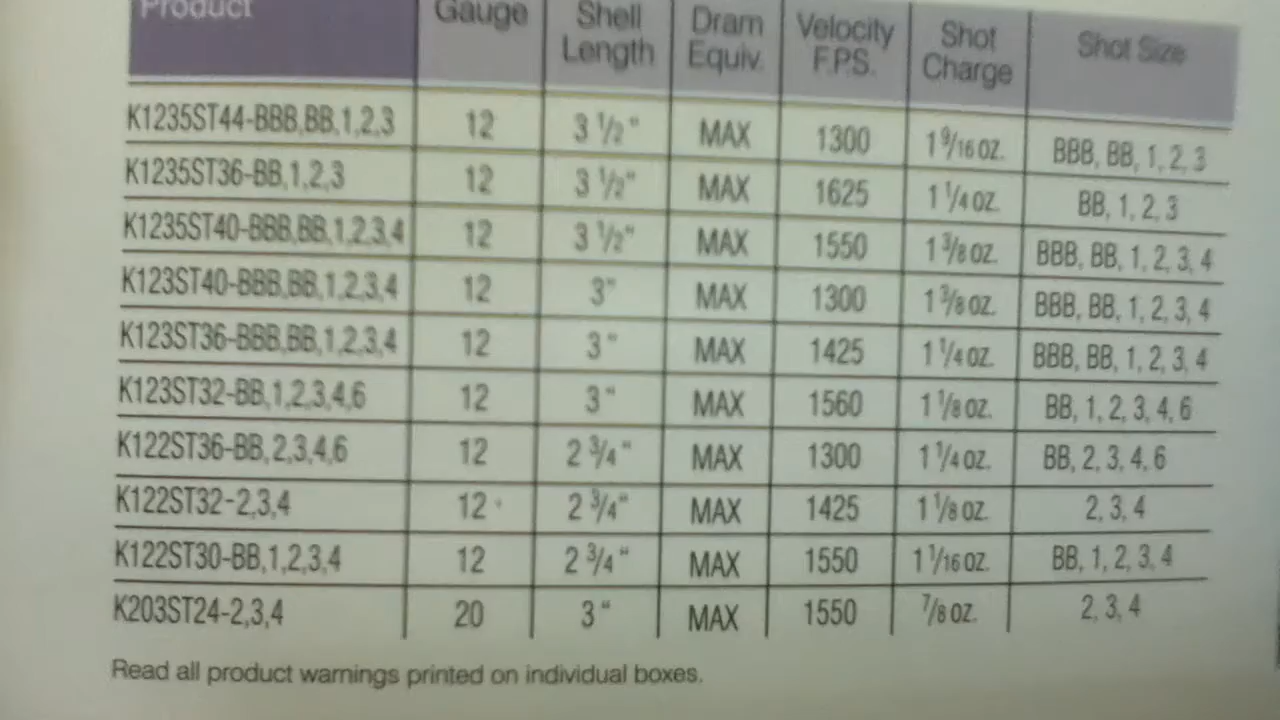 Product Gauge Shell Length Dram Equiv. Velocity F.P.S. Shot Charge Shot Size
K1235ST44-BBB,BB,1,2,3 12 3 1/2" MAX 1300 1 9/16 OZ. BBB, BB, 1, 2, 3
K1235ST36-BB,1,2,3 12 3 1/2" MAX 1625 1 1/4 OZ. BB, 1, 2, 3
K1235ST40-BBB,BB,1,2,3,4 12 3 1/2" MAX 1550 1 3/8 OZ. BBB, BB, 1, 2, 3, 4
K123ST40-BBB,BB,1,2,3,4 12 3" MAX 1300 1 3/8 OZ. BBB, BB, 1, 2, 3, 4
K123ST36-BBB,BB,1,2,3,4 12 3" MAX 1425 1 1/4 OZ. BBB, BB, 1, 2, 3, 4
K123ST32-BB,1,2,3,4,6 12 3" MAX 1560 1 1/8 OZ. BB, 1, 2, 3, 4, 6
K122ST36-BB,2,3,4,6 12 2 3/4" MAX 1300 1 1/4 OZ. BB, 2, 3, 4, 6
K122ST32-2,3,4 12 2 3/4" MAX 1425 1 1/8 OZ. 2, 3, 4
K122ST30-BB,1,2,3,4 12 2 3/4" MAX 1550 1 1/16 OZ. BB, 1, 2, 3, 4
K203ST24-2,3,4 20 3" MAX 1550 7/8 OZ. 2, 3, 4
Read all product warnings printed on individual boxes.